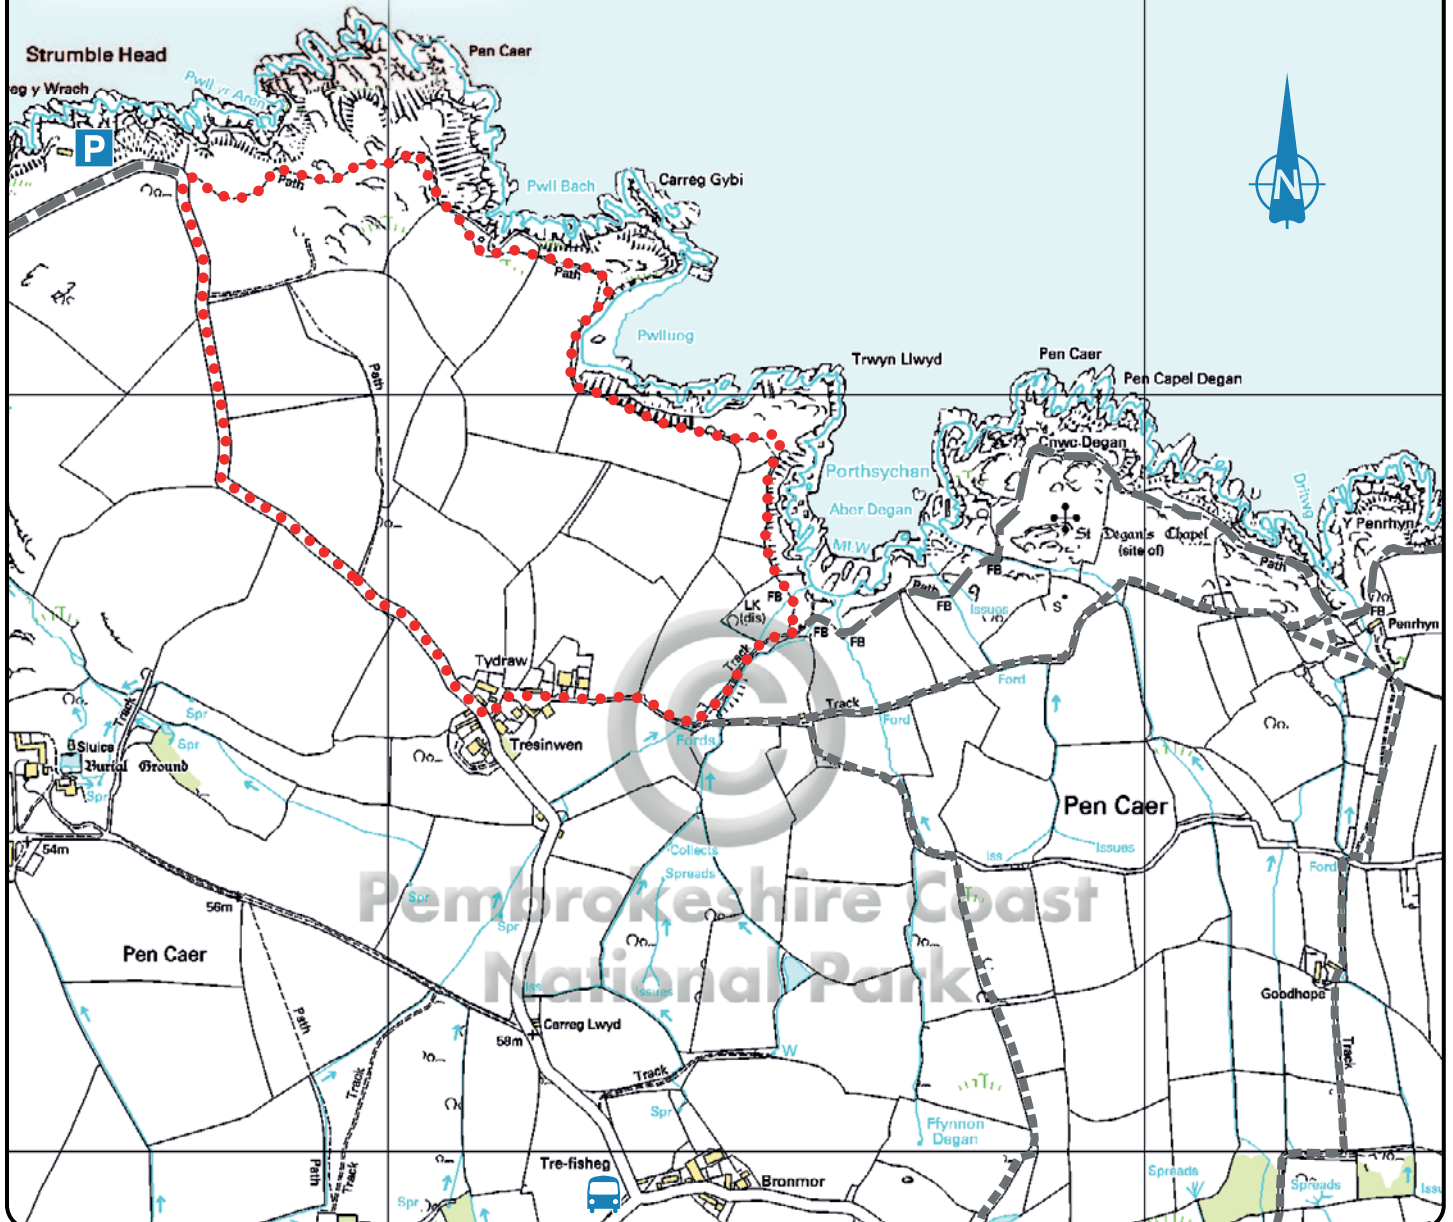 Strumble Head
Pen Caer
eg y Wrach
Pwll yr Aren
P
Path
Pwll Bach
Carreg Gybi
N
Path
Pwlluog
Trwyn Llwyd
Pen Caer
Pen Capel Degan
Path
Cnwc Degan
Porthsychan
Aber Degan
Dritwg
Y Penrhyn
MLW
St Degan's Chapel
(site of)
Path
FB
Path
FB
FB
LK
(dis)
Issues
S
FB
Penrhyn
FB
FB
Track
Tydraw
Ford
Track
Track
Ford
Spr
Fords
Spr
Tresinwen
Sluice
Burial Ground
Spr
Pen Caer
54m
Collects
Iss
Issues
Ford
Spreads
Spr
56m
Pembrokeshire Coast
Spr
Pen Caer
National Park
Iss
Issues
Goodhope
Path
Carreg Lwyd
58m
W
Track
Track
Track
Spr
Ffynnon
Degan
Path
Track
Tre-fisheg
Bronmor
Spreads
Spreads
Issu
Spr
©